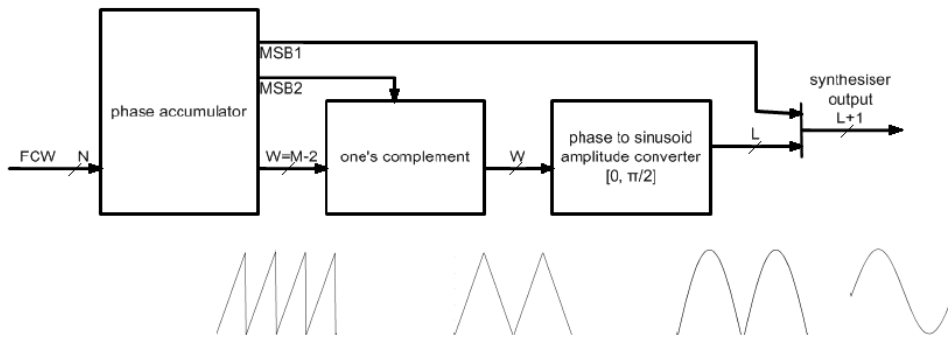 MSB1
MSB2
phase accumulator
FCW
N
W=M-2
one's complement
W
phase to sinusoid
amplitude converter
[0, π/2]
L
synthesiser
output
L+1